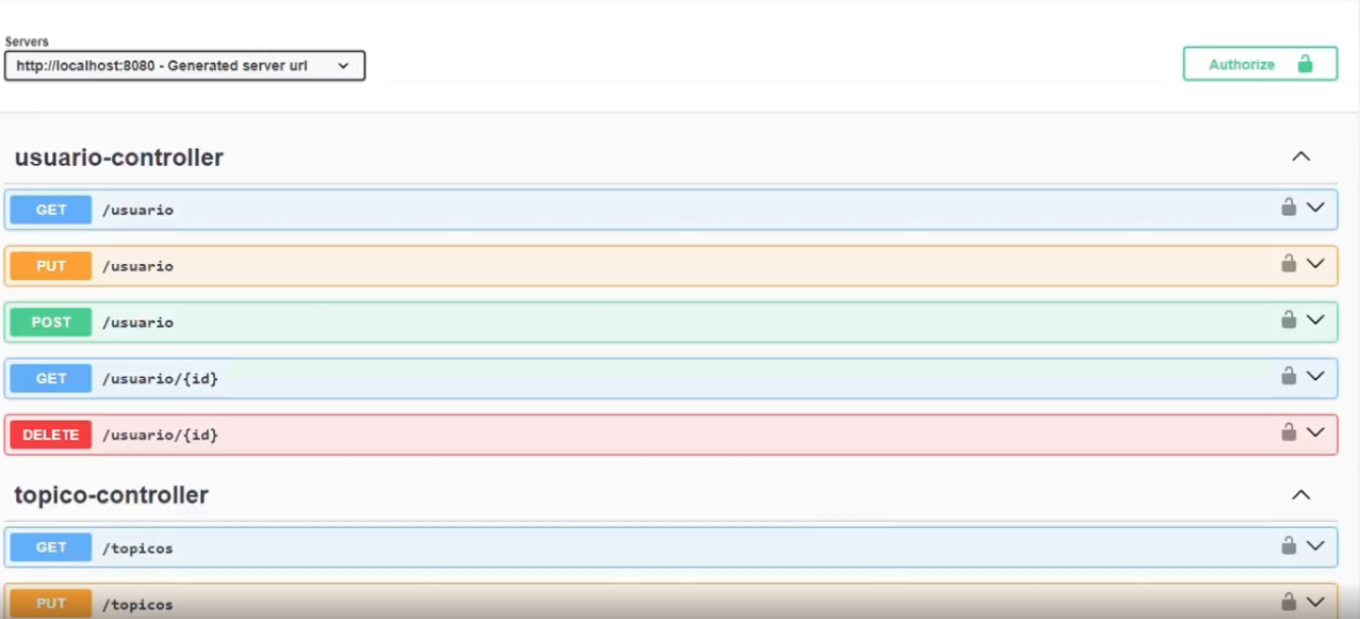 Servers
http://localhost:8080 - Generated server url
Authorize
usuario-controller
GET /usuario
PUT /usuario
POST /usuario
GET /usuario/{id}
DELETE /usuario/{id}
topico-controller
GET /topicos
PUT /topicos